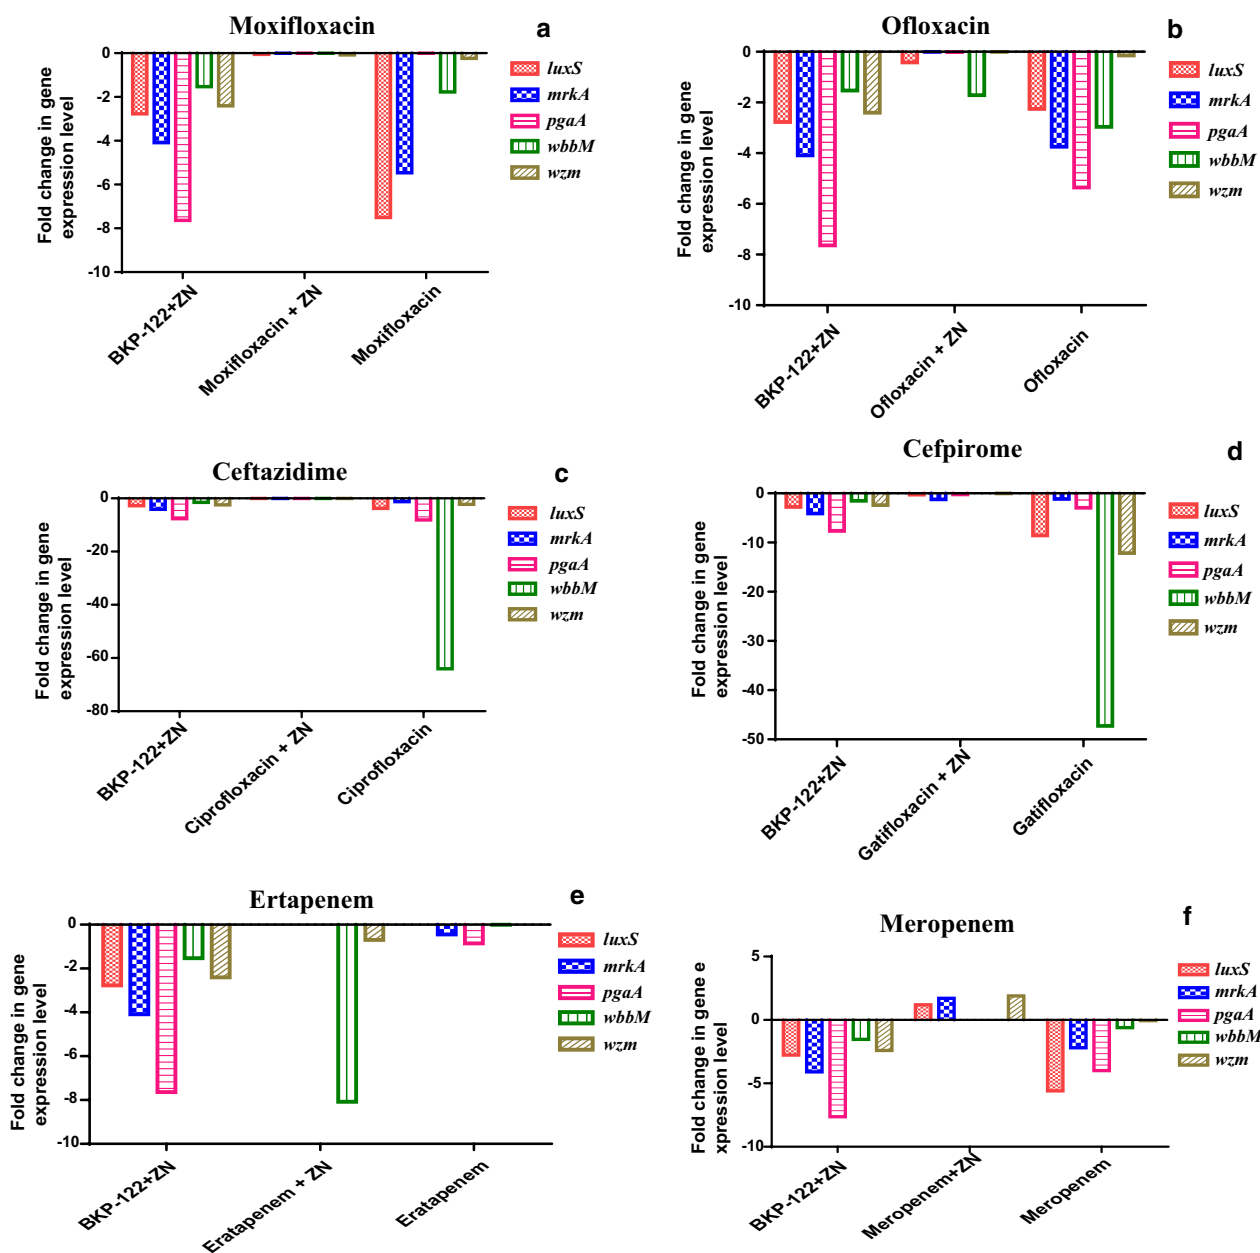 Moxifloxacin
a
Fold change in gene
expression level
0
-2
-4
-6
-8
-10
BKP-122+ZN
Moxifloxacin + ZN
Moxifloxacin
luxS
mrkA
pgaA
wbbM
wzm
Ofloxacin
b
Fold change in gene
expression level
0
-2
-4
-6
-8
-10
BKP-122+ZN
Ofloxacin + ZN
Ofloxacin
luxS
mrkA
pgaA
wbbM
wzm
Ceftazidime
c
Fold change in gene
expression level
0
-20
-40
-60
-80
BKP-122+ZN
Ciprofloxacin + ZN
Ciprofloxacin
luxS
mrkA
pgaA
wbbM
wzm
Cefpirome
d
Fold change in gene
expression level
0
-10
-20
-30
-40
-50
BKP-122+ZN
Gatifloxacin + ZN
Gatifloxacin
luxS
mrkA
pgaA
wbbM
wzm
Ertapenem
e
Fold change in gene
expression level
0
-2
-4
-6
-8
-10
BKP-122+ZN
Eratapenem + ZN
Eratapenem
luxS
mrkA
pgaA
wbbM
wzm
Meropenem
f
Fold change in gene e
xpression level
5
0
-5
-10
BKP-122+ZN
Meropenem+ZN
Meropenem
luxS
mrkA
pgaA
wbbM
wzm